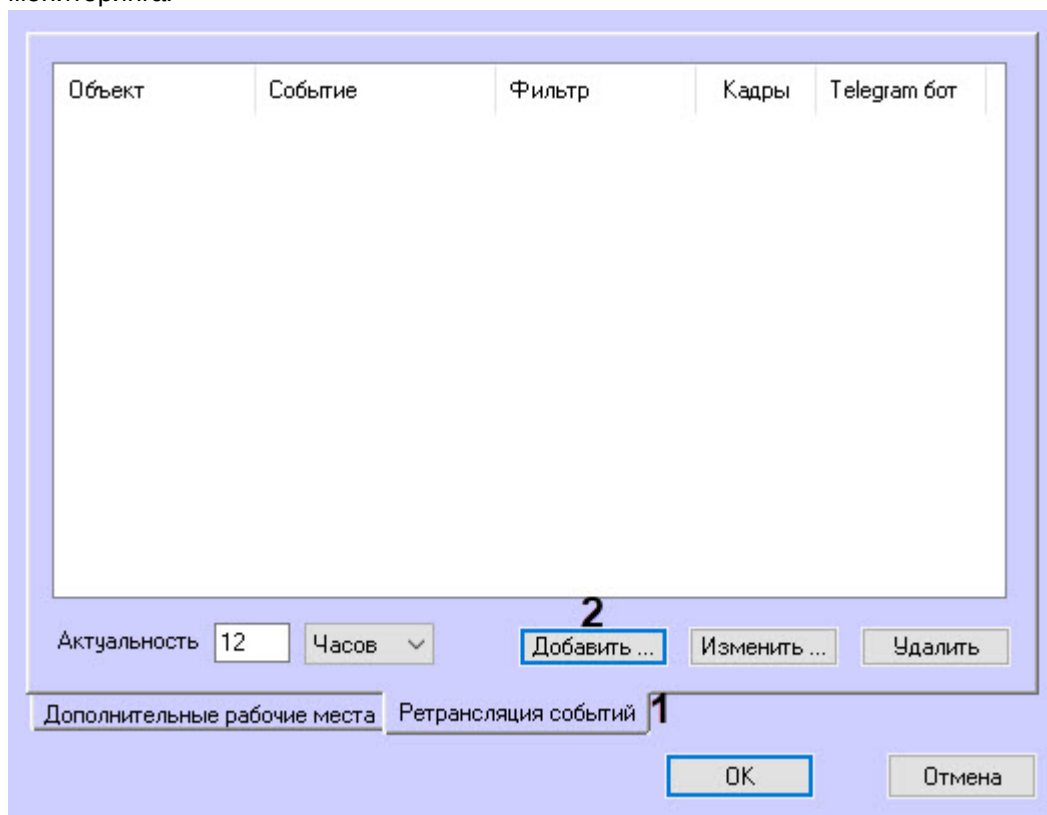 Объект Событие Фильтр Кадры Telegram бот
2
Актуальность 12 Часов Добавить ... Изменить ... Удалить
Дополнительные рабочие места Ретрансляция событий 1
OK Отмена